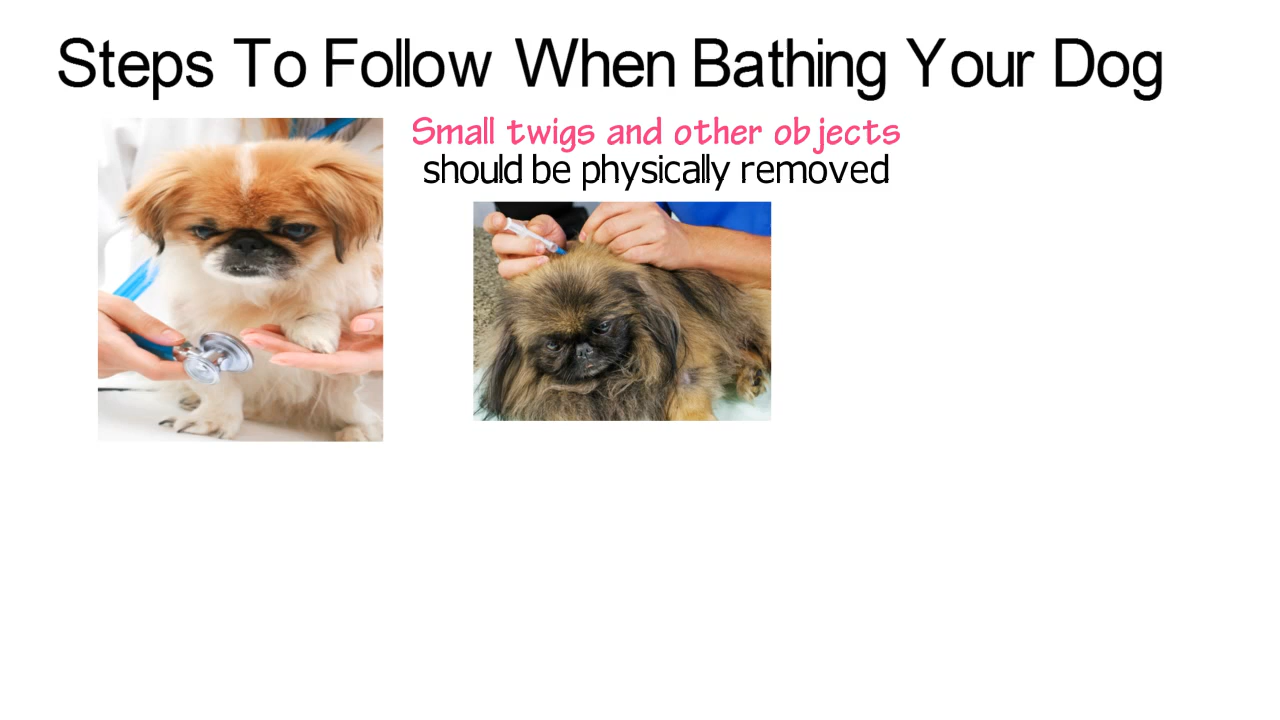 Steps To Follow When Bathing Your Dog
Small twigs and other objects
should be physically removed